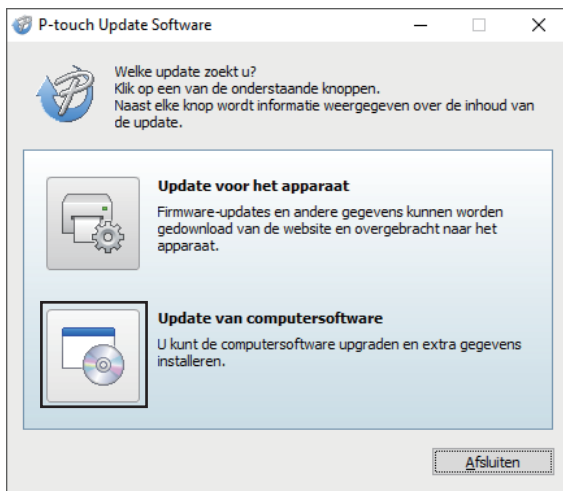 P-touch Update Software
Welke update zoekt u?
Klik op een van de onderstaande knoppen.
Naast elke knop wordt informatie weergegeven over de inhoud van
de update.
Update voor het apparaat
Firmware-updates en andere gegevens kunnen worden
gedownload van de website en overgebracht naar het
apparaat.
Update van computersoftware
U kunt de computersoftware upgraden en extra gegevens
installeren.
Afsluiten